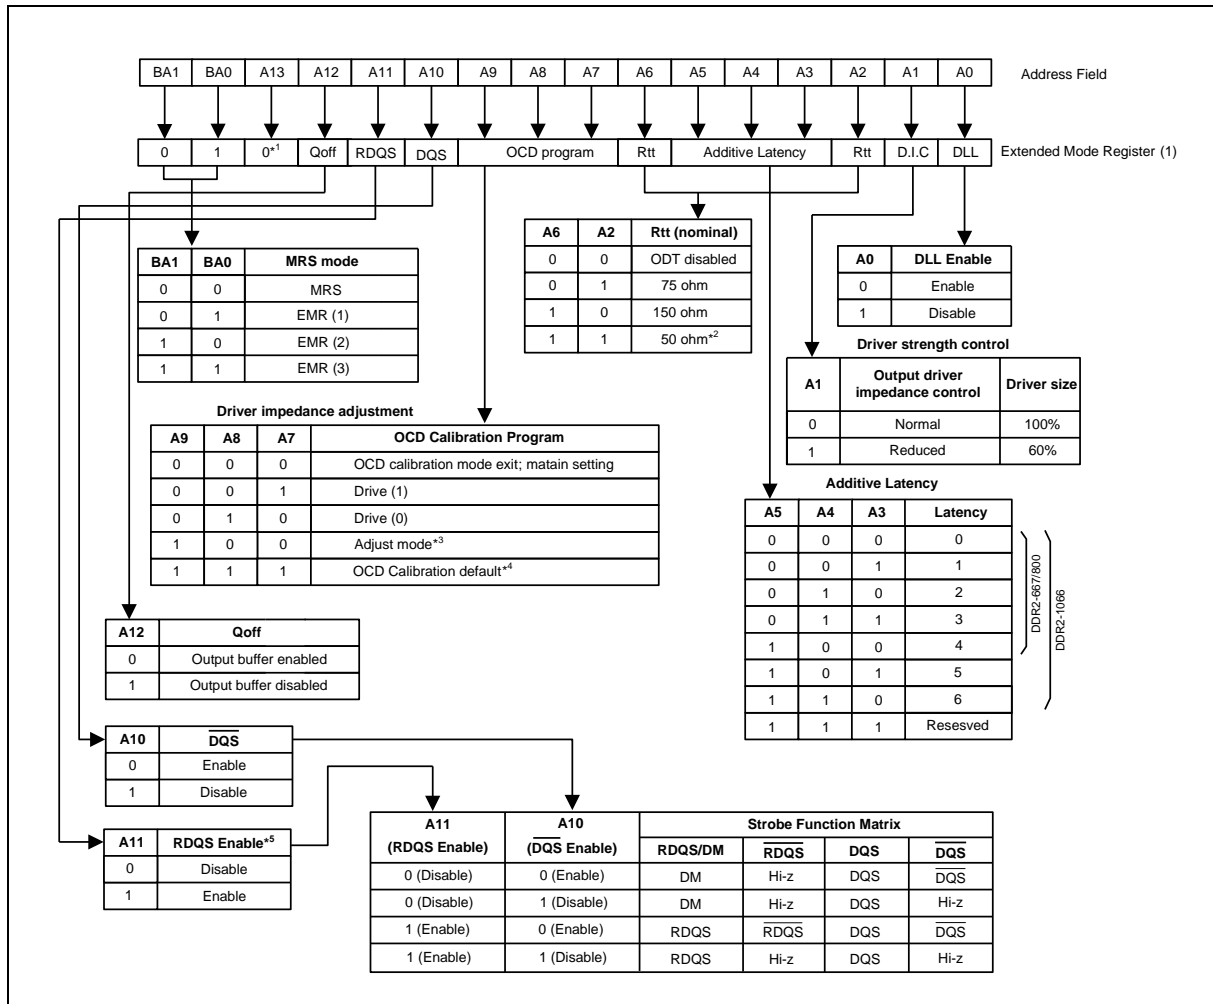 BA1 BA0 A13 A12 A11 A10 A9 A8 A7 A6 A5 A4 A3 A2 A1 A0 Address Field
0 1 0*1 Qoff RDQS DQS OCD program Rtt Additive Latency Rtt D.I.C DLL Extended Mode Register (1)
BA1 BA0 MRS mode
0 0 MRS
0 1 EMR (1)
1 0 EMR (2)
1 1 EMR (3)
A6 A2 Rtt (nominal)
0 0 ODT disabled
0 1 75 ohm
1 0 150 ohm
1 1 50 ohm*2
A0 DLL Enable
0 Enable
1 Disable
Driver strength control
A1 Output driver impedance control Driver size
0 Normal 100%
1 Reduced 60%
Driver impedance adjustment
A9 A8 A7 OCD Calibration Program
0 0 0 OCD calibration mode exit; matain setting
0 0 1 Drive (1)
0 1 0 Drive (0)
1 0 0 Adjust mode*3
1 1 1 OCD Calibration default*4
Additive Latency
A5 A4 A3 Latency
0 0 0 0
0 0 1 1
0 1 0 2
0 1 1 3
1 0 0 4
1 0 1 5
1 1 0 6
1 1 1 Resesved
DDR2-667/800
DDR2-1066
A12 Qoff
0 Output buffer enabled
1 Output buffer disabled
A10 DQS
0 Enable
1 Disable
A11 RDQS Enable*5
0 Disable
1 Enable
A11 (RDQS Enable) A10 (DQS Enable) Strobe Function Matrix
RDQS/DM RDQS DQS DQS
0 (Disable) 0 (Enable) DM Hi-z DQS DQS
0 (Disable) 1 (Disable) DM Hi-z DQS Hi-z
1 (Enable) 0 (Enable) RDQS RDQS DQS DQS
1 (Enable) 1 (Disable) RDQS Hi-z DQS Hi-z